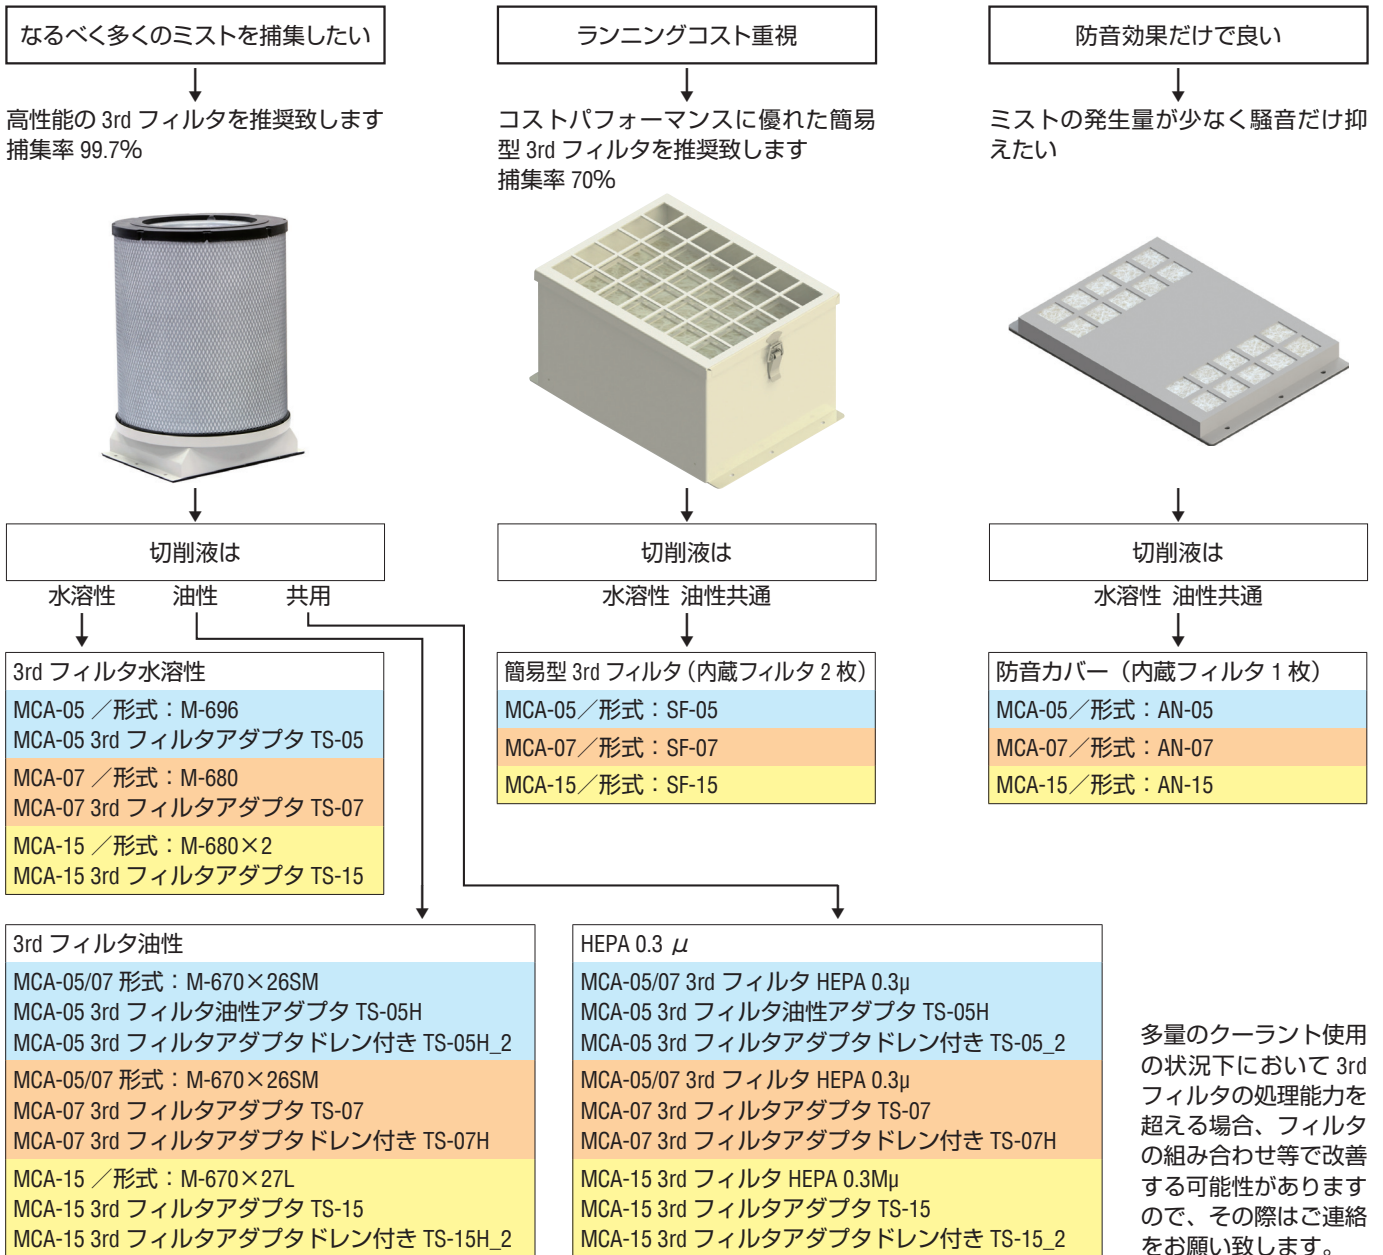 なるべく多くのミストを捕集したい
高性能の 3rd フィルタを推奨致します
捕集率 99.7%
ランニングコスト重視
コストパフォーマンスに優れた簡易
型 3rd フィルタを推奨致します
捕集率 70%
防音効果だけで良い
ミストの発生量が少なく騒音だけ抑
えたい
切削液は
水溶性 油性 共用
切削液は
水溶性 油性共通
切削液は
水溶性 油性共通
3rd フィルタ水溶性
MCA-05 ／形式：M-696
MCA-05 3rd フィルタアダプタ TS-05
MCA-07 ／形式：M-680
MCA-07 3rd フィルタアダプタ TS-07
MCA-15 ／形式：M-680×2
MCA-15 3rd フィルタアダプタ TS-15
簡易型 3rd フィルタ（内蔵フィルタ 2 枚）
MCA-05／形式：SF-05
MCA-07／形式：SF-07
MCA-15／形式：SF-15
防音カバー（内蔵フィルタ 1 枚）
MCA-05／形式：AN-05
MCA-07／形式：AN-07
MCA-15／形式：AN-15
3rd フィルタ油性
MCA-05/07 形式：M-670×26SM
MCA-05 3rd フィルタ油性アダプタ TS-05H
MCA-05 3rd フィルタアダプタドレン付き TS-05H_2
MCA-05/07 形式：M-670×26SM
MCA-07 3rd フィルタアダプタ TS-07
MCA-07 3rd フィルタアダプタドレン付き TS-07H
MCA-15 ／形式：M-670×27L
MCA-15 3rd フィルタアダプタ TS-15
MCA-15 3rd フィルタアダプタドレン付き TS-15H_2
HEPA 0.3 μ
MCA-05/07 3rd フィルタ HEPA 0.3μ
MCA-05 3rd フィルタ油性アダプタ TS-05H
MCA-05 3rd フィルタアダプタドレン付き TS-05_2
MCA-05/07 3rd フィルタ HEPA 0.3μ
MCA-07 3rd フィルタアダプタ TS-07
MCA-07 3rd フィルタアダプタドレン付き TS-07H
MCA-15 3rd フィルタ HEPA 0.3Mμ
MCA-15 3rd フィルタアダプタ TS-15
MCA-15 3rd フィルタアダプタドレン付き TS-15_2
多量のクーラント使用
の状況下において 3rd
フィルタの処理能力を
超える場合、フィルタ
の組み合わせ等で改善
する可能性があります
ので、その際はご連絡
をお願い致します。